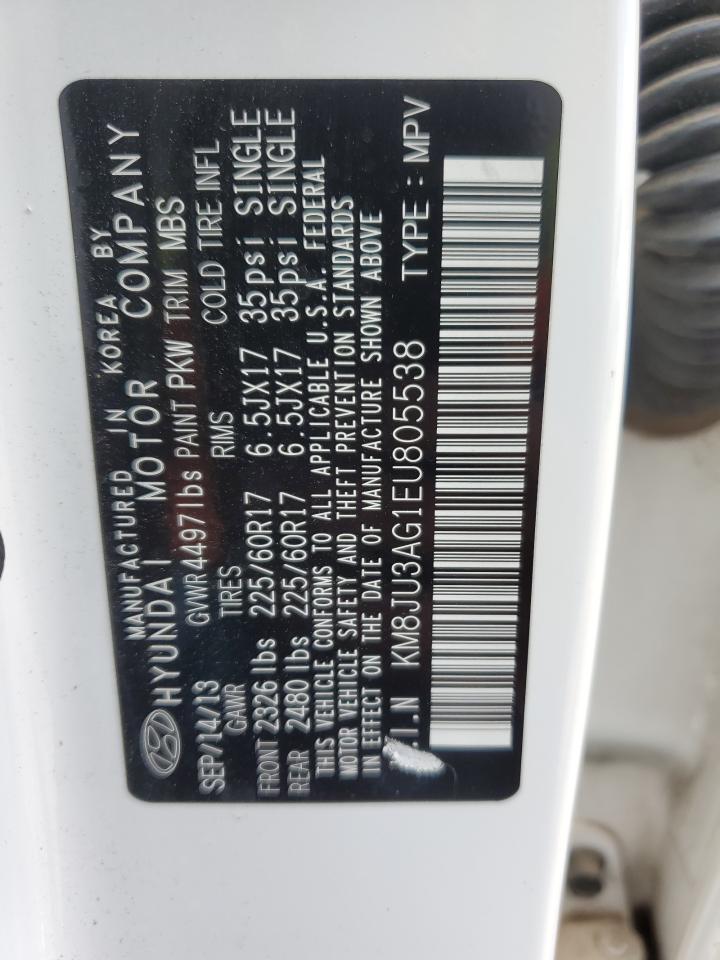 MANUFACTURED IN KOREA BY
HYUNDAI MOTOR COMPANY
SEP/14/13 GVWR 4497lbs PAINT PKW TRIM MBS
GAWR TIRES RIMS COLD TIRE INFL
FRONT 2326 lbs 225/60R17 6.5JX17 35psi SINGLE
REAR 2480 lbs 225/60R17 6.5JX17 35psi SINGLE
THIS VEHICLE CONFORMS TO ALL APPLICABLE U.S.A. FEDERAL
MOTOR VEHICLE SAFETY AND THEFT PREVENTION STANDARDS
IN EFFECT ON THE DATE OF MANUFACTURE SHOWN ABOVE
.I.N KM8JU3AG1EU805538 TYPE : MPV